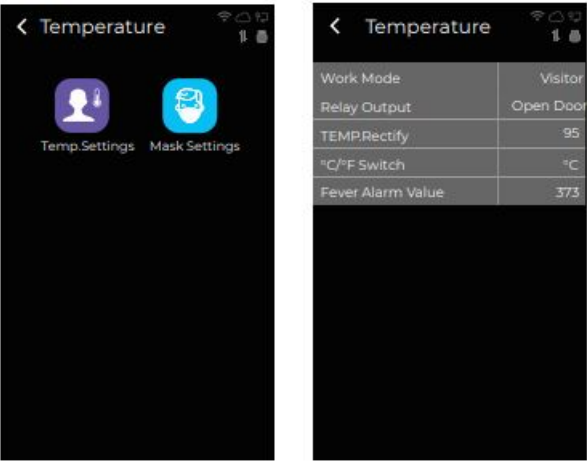 Temperature
Temp.Settings Mask Settings
Temperature
Work Mode Visitor
Relay Output Open Door
TEMP.Rectify 95
°C/°F Switch °C
Fever Alarm Value 373